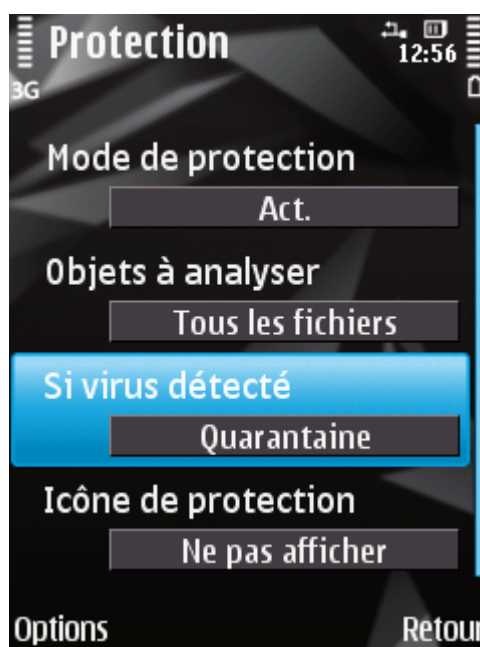 Protection
12:56
3G
Mode de protection
Act.
Objets à analyser
Tous les fichiers
Si virus détecté
Quarantaine
Icône de protection
Ne pas afficher
Options Retour